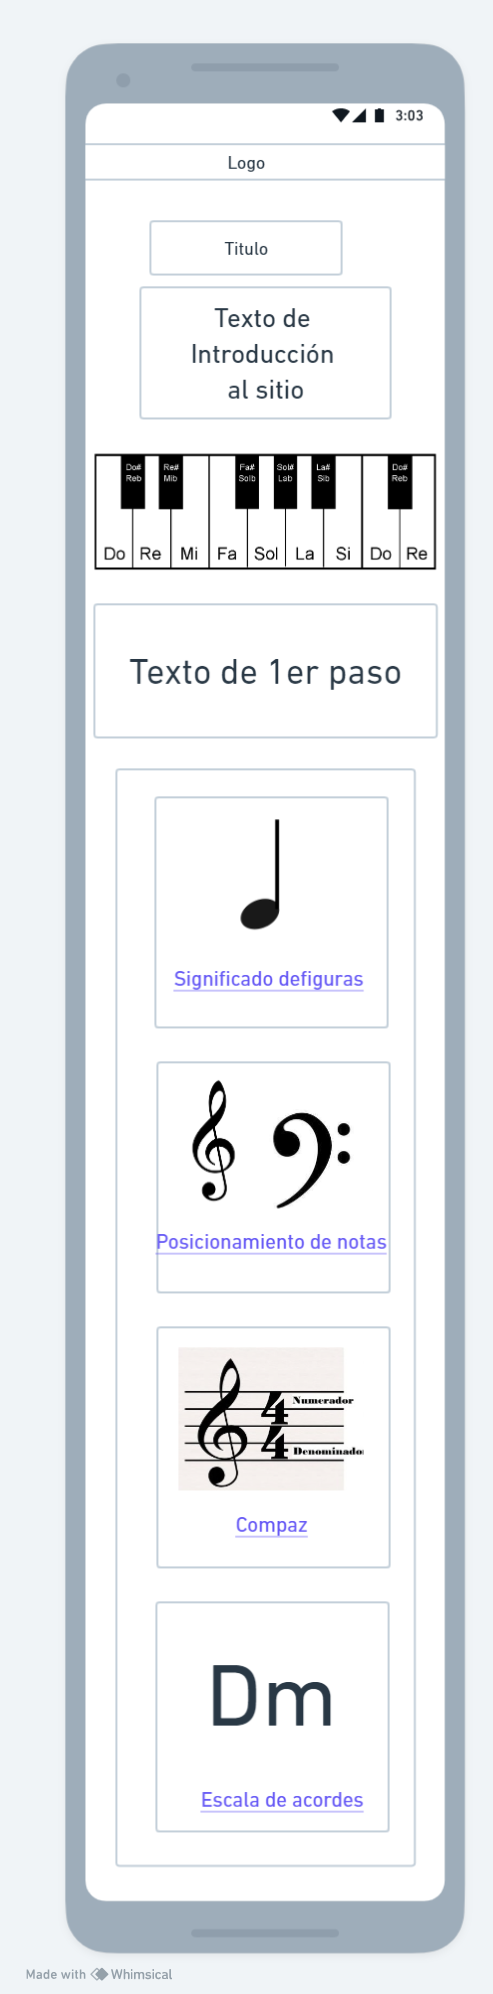 3:03
Logo
Titulo
Texto de
Introducción
al sitio
Do# Re# Fa# Sol# La# Do#
Reb Mib Solb Lab Sib Reb
Do Re Mi Fa Sol La Si Do Re
Texto de 1er paso
Significado defiguras
Posicionamiento de notas
4 Numerador
4 Denominado
Compaz
Dm
Escala de acordes
Made with Whimsical